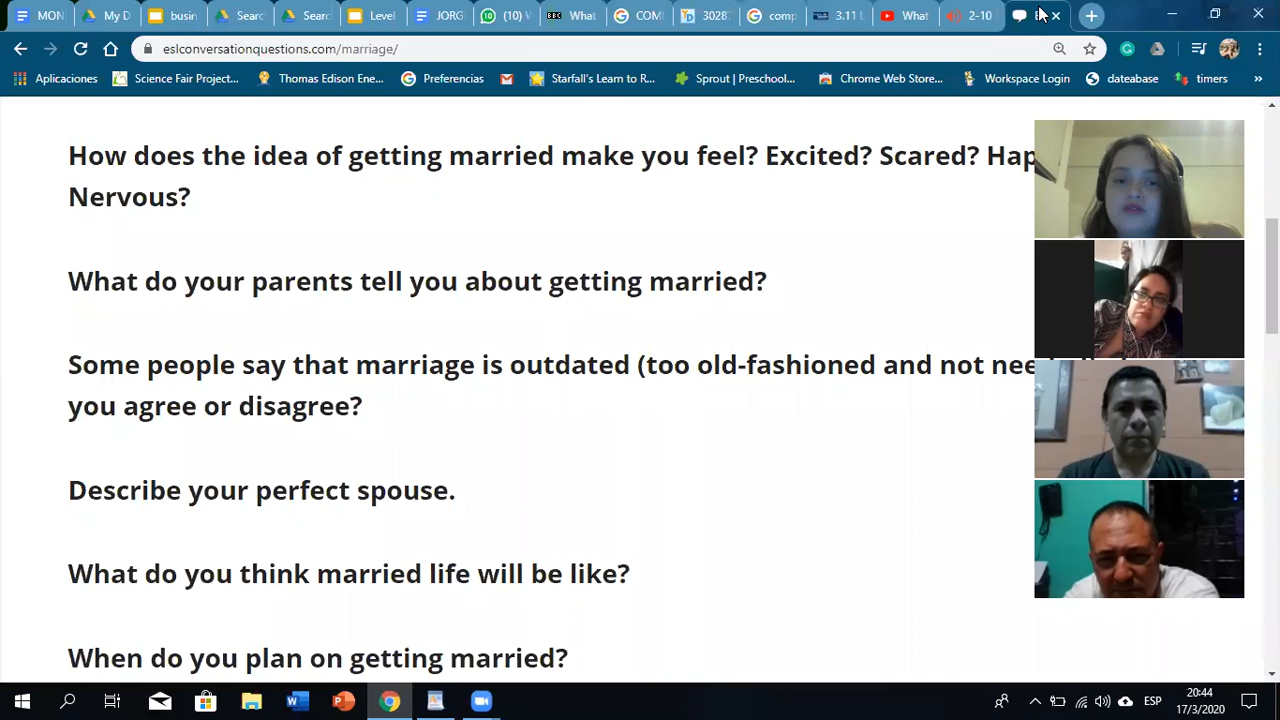 MON
My D
busin
Searc
Searc
Level
JORG
(10) W
BBC
What
COM
30287
comp
3.11 L
What
2-10
eslconversationquestions.com/marriage/
Aplicaciones
Science Fair Project...
Thomas Edison Ene...
Preferencias
Starfall's Learn to R...
Sprout | Preschool...
Chrome Web Store...
Workspace Login
dateabase
timers
»
How does the idea of getting married make you feel? Excited? Scared? Hap
Nervous?
What do your parents tell you about getting married?
Some people say that marriage is outdated (too old-fashioned and not nee
you agree or disagree?
Describe your perfect spouse.
What do you think married life will be like?
When do you plan on getting married?
ESP
20:44
17/3/2020